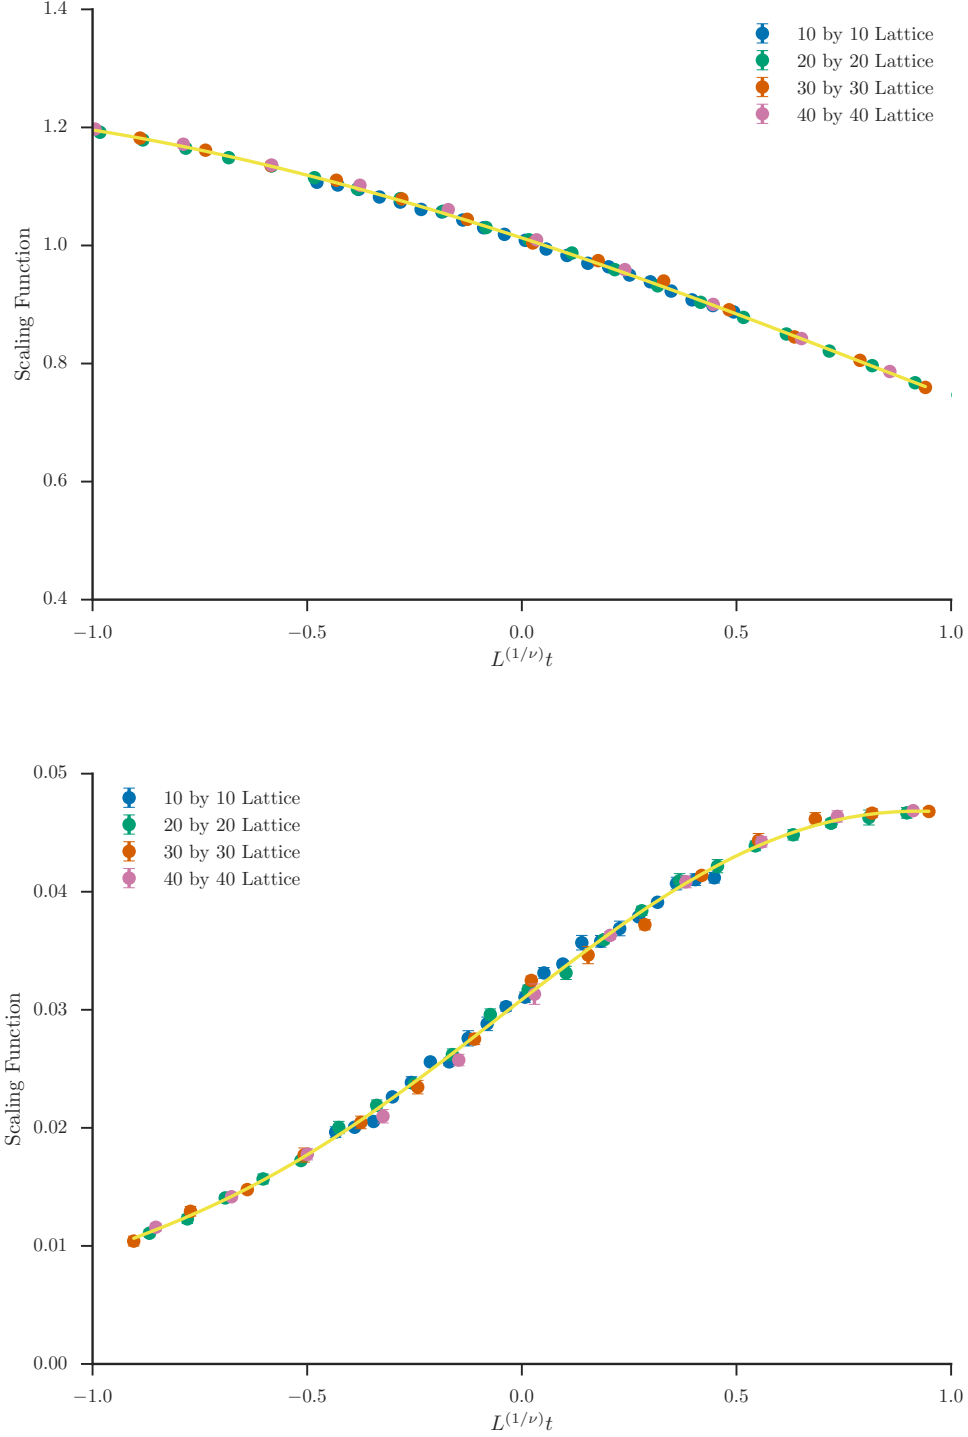 1.4
10 by 10 Lattice
20 by 20 Lattice
30 by 30 Lattice
40 by 40 Lattice
1.2
1.0
Scaling Function
0.8
0.6
0.4
−1.0 −0.5 0.0 0.5 1.0
L^(1/ν)t
0.05
10 by 10 Lattice
20 by 20 Lattice
30 by 30 Lattice
40 by 40 Lattice
0.04
0.03
Scaling Function
0.02
0.01
0.00
−1.0 −0.5 0.0 0.5 1.0
L^(1/ν)t